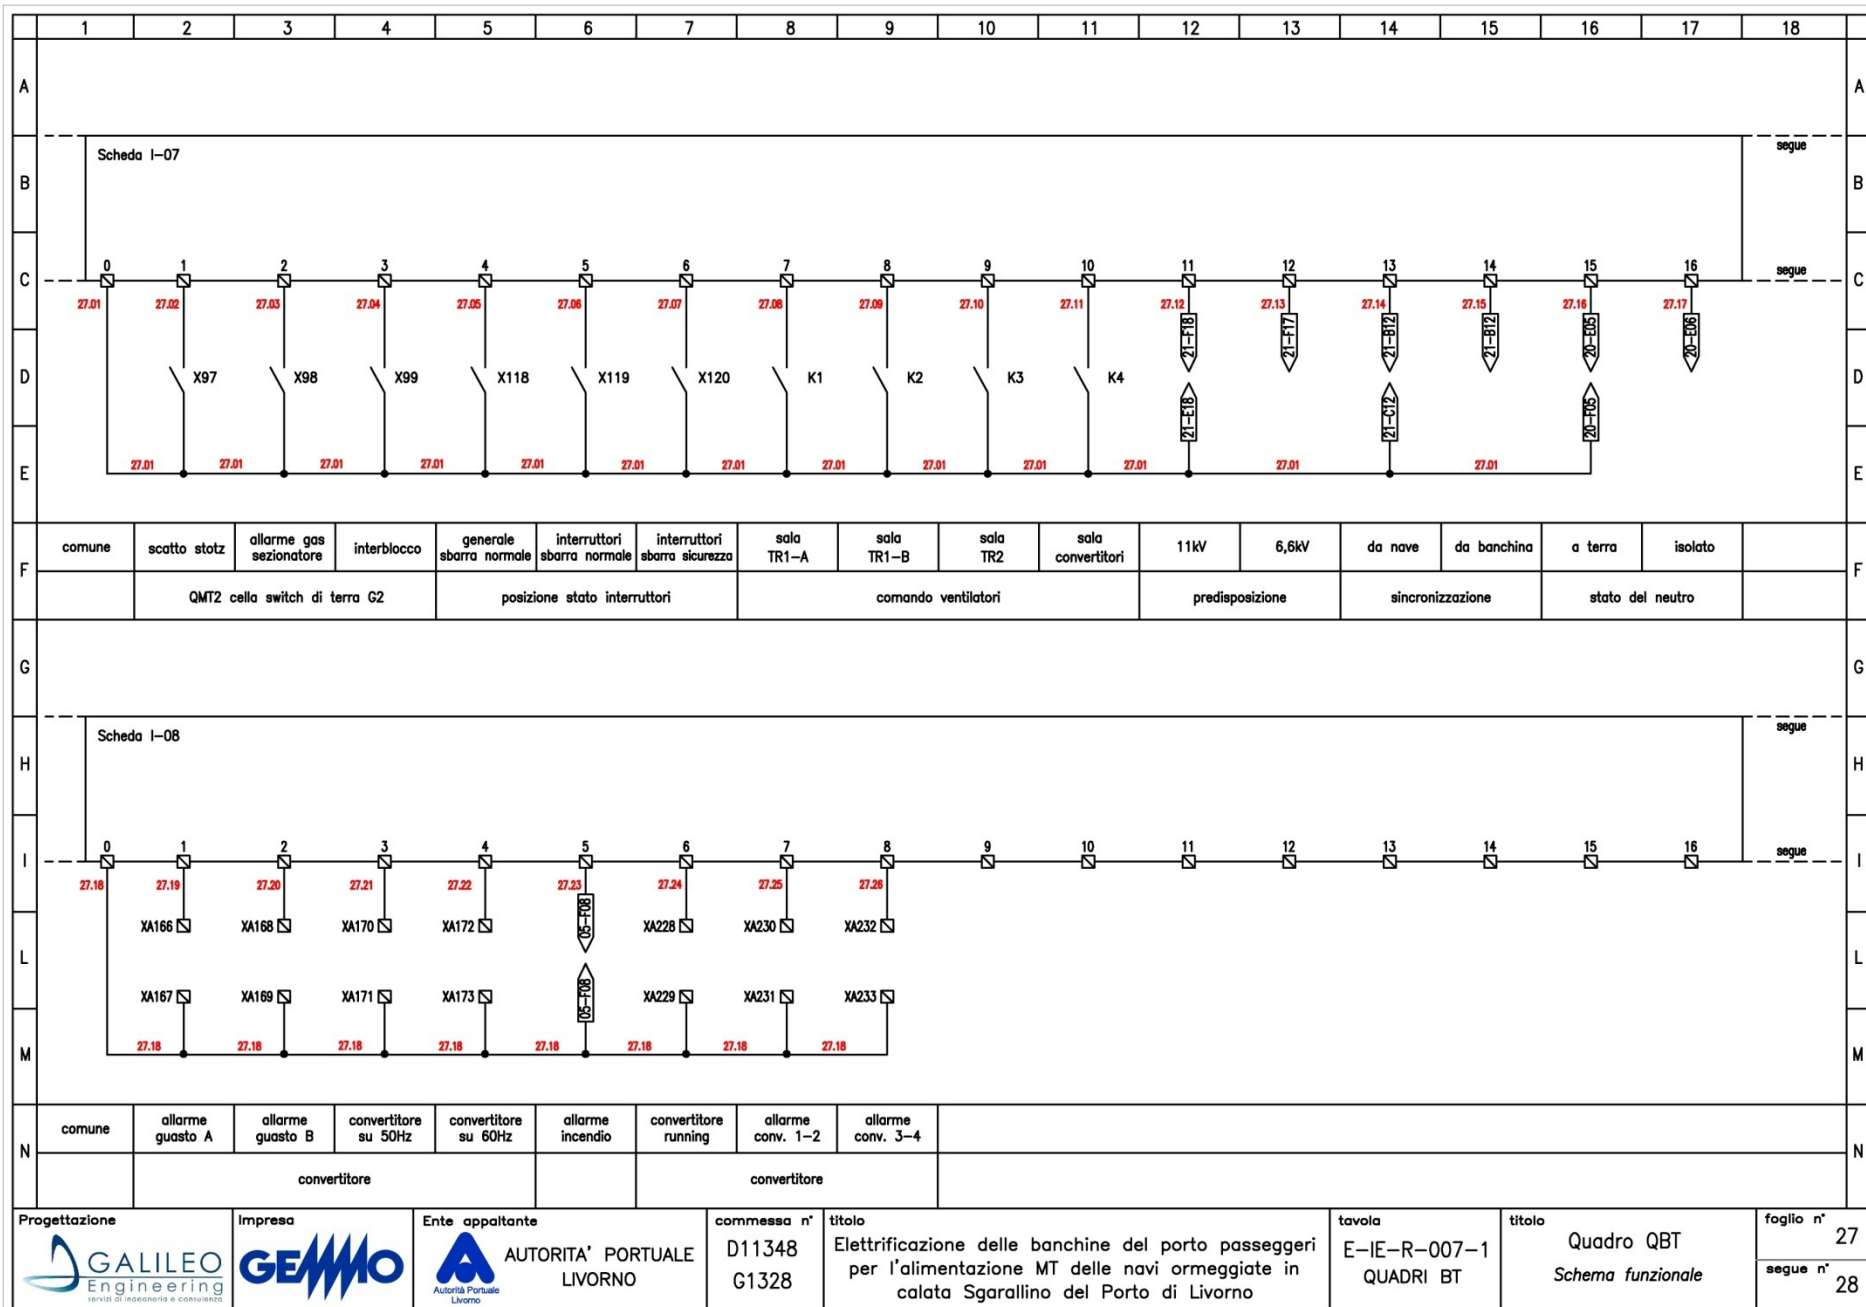 1 2 3 4 5 6 7 8 9 10 11 12 13 14 15 16 17 18
A A
Scheda I-07 segue
B B
0 1 2 3 4 5 6 7 8 9 10 11 12 13 14 15 16 segue
C C
27.01 27.02 27.03 27.04 27.05 27.06 27.07 27.08 27.09 27.10 27.11 27.12 27.13 27.14 27.15 27.16 27.17
21-F18 21-F17 21-B12 21-B12 20-E05 20-E06
D X97 X98 X99 X118 X119 X120 K1 K2 K3 K4 D
21-E18 21-C12 20-F05
27.01 27.01 27.01 27.01 27.01 27.01 27.01 27.01 27.01 27.01 27.01 27.01 27.01
E E
comune scatto stotz allarme gas sezionatore interblocco generale sbarra normale interruttori sbarra normale interruttori sbarra sicurezza sala TR1-A sala TR1-B sala TR2 sala convertitori 11kV 6,6kV da nave da banchina a terra isolato
F F
QMT2 cella switch di terra G2 posizione stato interruttori comando ventilatori predisposizione sincronizzazione stato del neutro
G G
Scheda I-08 segue
H H
0 1 2 3 4 5 6 7 8 9 10 11 12 13 14 15 16 segue
I I
27.18 27.19 27.20 27.21 27.22 27.23 27.24 27.25 27.26
XA166 XA168 XA170 XA172 05-F08 XA228 XA230 XA232
L L
XA167 XA169 XA171 XA173 05-F08 XA229 XA231 XA233
27.18 27.18 27.18 27.18 27.18 27.18 27.18 27.18
M M
comune allarme guasto A allarme guasto B convertitore su 50Hz convertitore su 60Hz allarme incendio convertitore running allarme conv. 1-2 allarme conv. 3-4
N N
convertitore convertitore
Progettazione
GALILEO
Engineering
servizi di ingegneria e consulenza
Impresa
GEMMO
Ente appaltante
Autorità Portuale
Livorno
AUTORITA' PORTUALE
LIVORNO
commessa n°
D11348
G1328
titolo
Elettrificazione delle banchine del porto passeggeri
per l'alimentazione MT delle navi ormeggiate in
calata Sgarallino del Porto di Livorno
tavola
E-IE-R-007-1
QUADRI BT
titolo
Quadro QBT
Schema funzionale
foglio n° 27
segue n° 28